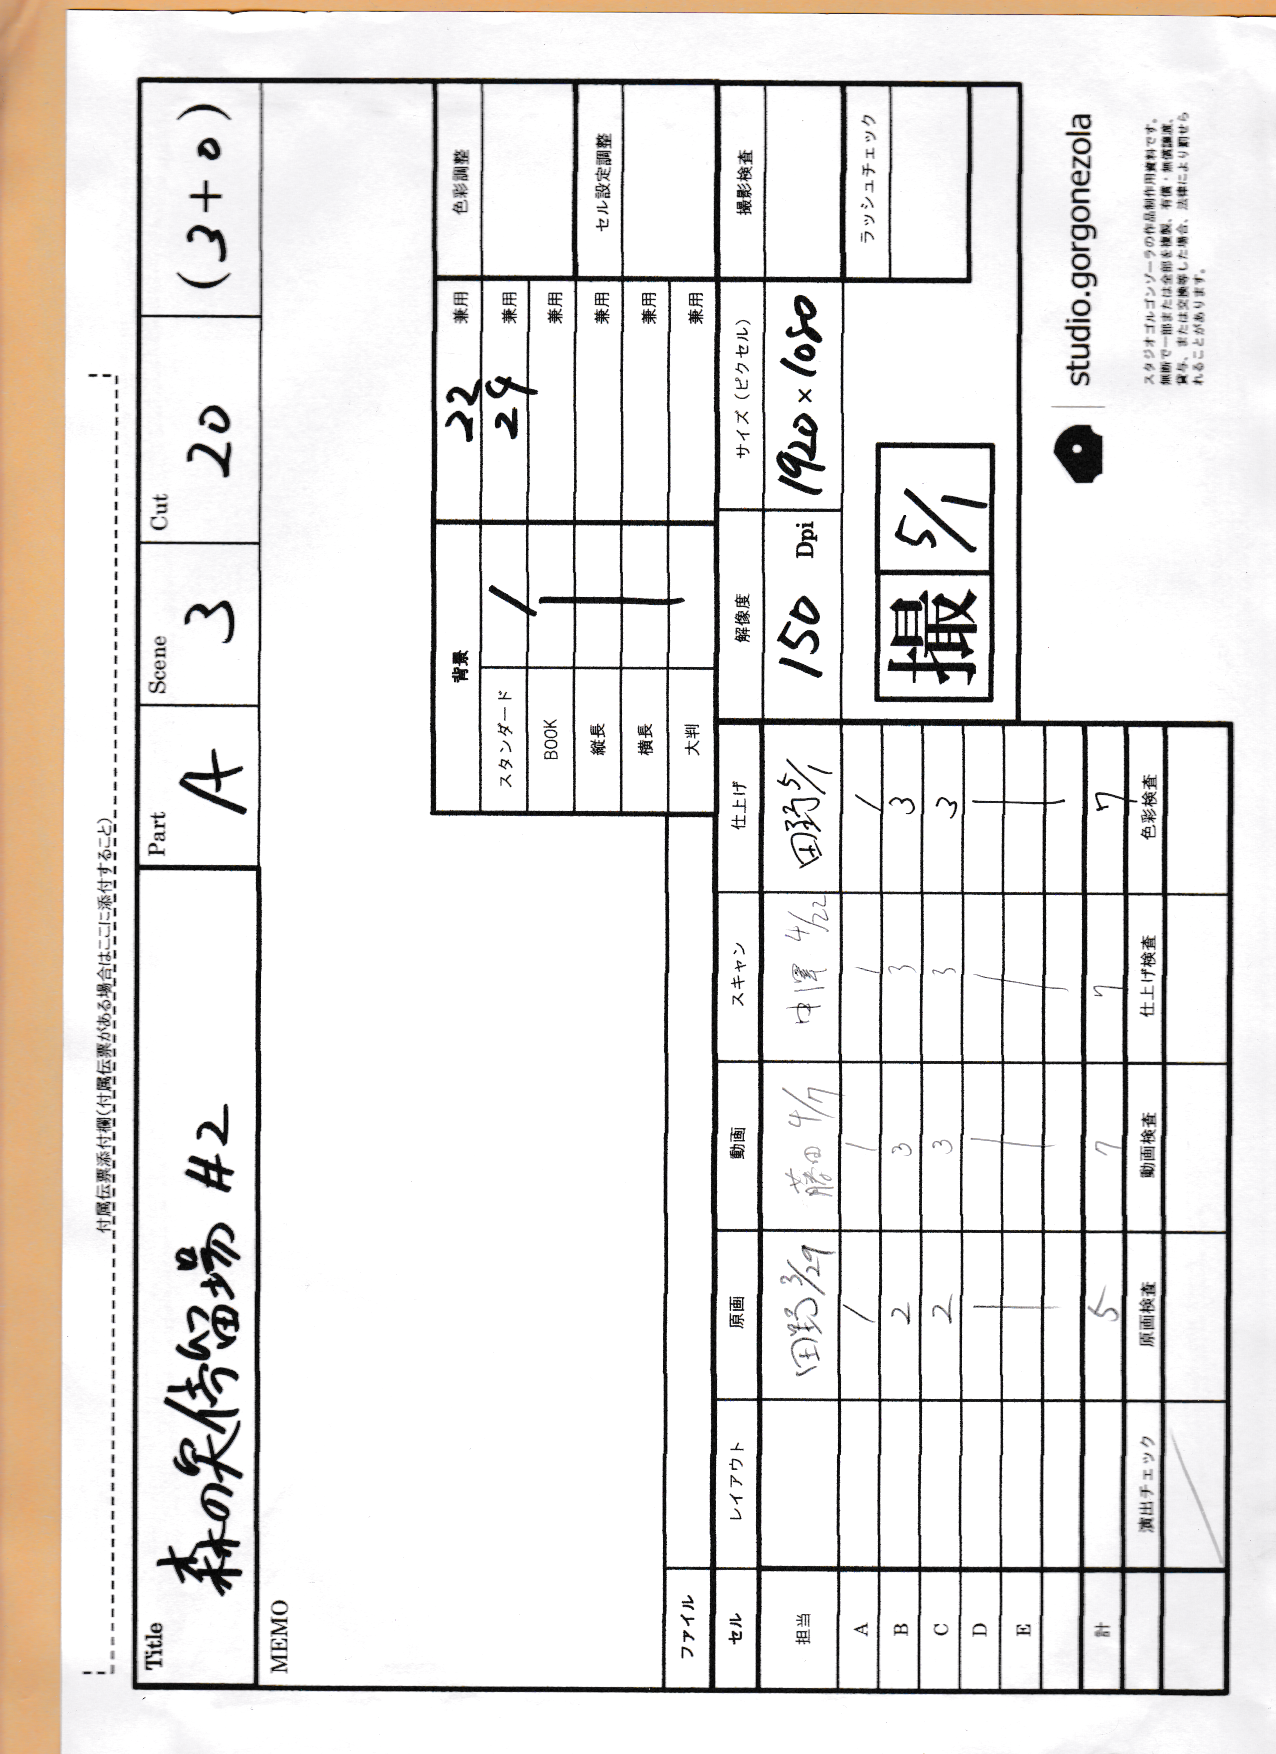 付属伝票添付欄(付属伝票がある場合はここに添付すること)
Title
森の冥停留場 #2
Part
A
Scene
3
Cut
20
(3+0)
MEMO
背景
22 兼用
色彩調整
スタンダード
1
24 兼用
BOOK
兼用
縦長
兼用
セル設定調整
横長
兼用
大判
兼用
ファイル
セル
レイアウト
原画
動画
スキャン
仕上げ
解像度
サイズ(ピクセル)
撮影検査
担当
田野 3/29
藤田 4/7
中澤 4/22
田野 5/1
150 Dpi
1920×1080
A 1 1 1 1
ラッシュチェック
B 2 3 3 3
撮 5/1
C 2 3 3 3
D
E
計 5 7 7 7
演出チェック
原画検査
動画検査
仕上げ検査
色彩検査
studio.gorgonezola
スタジオゴルゴンゾーラの作品制作用資料です。
無断で一部または全部を複製、有償・無償譲渡、
貸与、または交換等した場合、法律により罰せら
れることがあります。